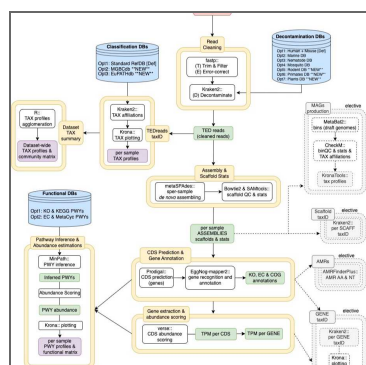 Classification DBs
Opt1: Standard RefDB [Def]
Opt2: MGBCdb **NEW**
Opt3: EuPATHdb **NEW**
Read
Cleaning
fastp::
(T) Trim & Filter
(E) Error-correct
Kraken2::
(D) Decontaminate
Decontamination DBs
Opt1: Human + Mouse [Def]
Opt2: Marine DB
Opt3: Nematode DB
Opt4: Mosquito DB
Opt5: Rodent DB **NEW**
Opt6: Primates DB **NEW**
Opt7: Plants DB **NEW**
R::
TAX profiles
agglomeration
Dataset-wide
TAX profiles &
community matrix
Dataset
TAX
summary
Kraken2::
TAX affiliations
Krona::
TAX plotting
per sample
TAX profiles
TEDreads
taxID
TED reads
(cleaned reads)
MAGs
production
elective
MetaBat2::
bins (draft genomes)
CheckM::
binQC & stats &
TAX affiliations
KronaTools::
tax profiles
Assembly &
Scaffold Stats
metaSPAdes::
per-sample
de novo assembling
Bowtie2 & SAMtools::
scaffold QC & stats
Functional DBs
Opt1: KO & KEGG PWYs
Opt2: EC & MetaCyc PWYs
per sample
ASSEMBLIES
scaffolds & stats
Scaffold
taxID
elective
Kraken2::
per SCAFF
taxID
Pathway Inference &
Abundance estimations
MinPath::
PWY inference
Inferred PWYs
Abundance Scoring
PWY abundance
Krona:: plotting
per sample
PWY profiles &
functional matrix
CDS Prediction &
Gene Annotation
Prodigal::
CDS prediction
(genes)
EggNog-mapper2::
gene recognition and
annotation
KO, EC & COG
annotations
AMRs
elective
AMRFinderPlus::
AMR AA & NT
Gene extraction &
abundance scoring
verse::
CDS abundance
scoring
TPM per CDS
TPM per GENE
GENE
taxID
elective
Kraken2::
per GENE
taxID
Krona::
plotting